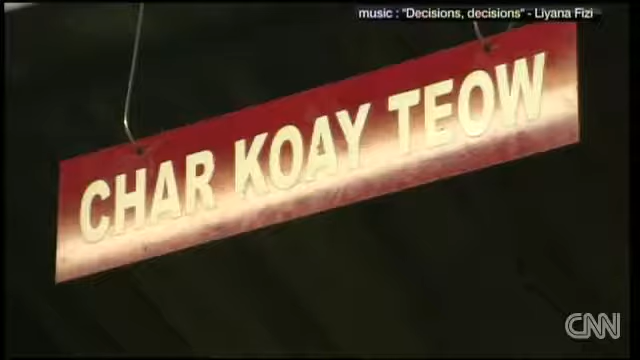 music : "Decisions, decisions" - Liyana Fizi
CHAR KOAY TEOW
CNN